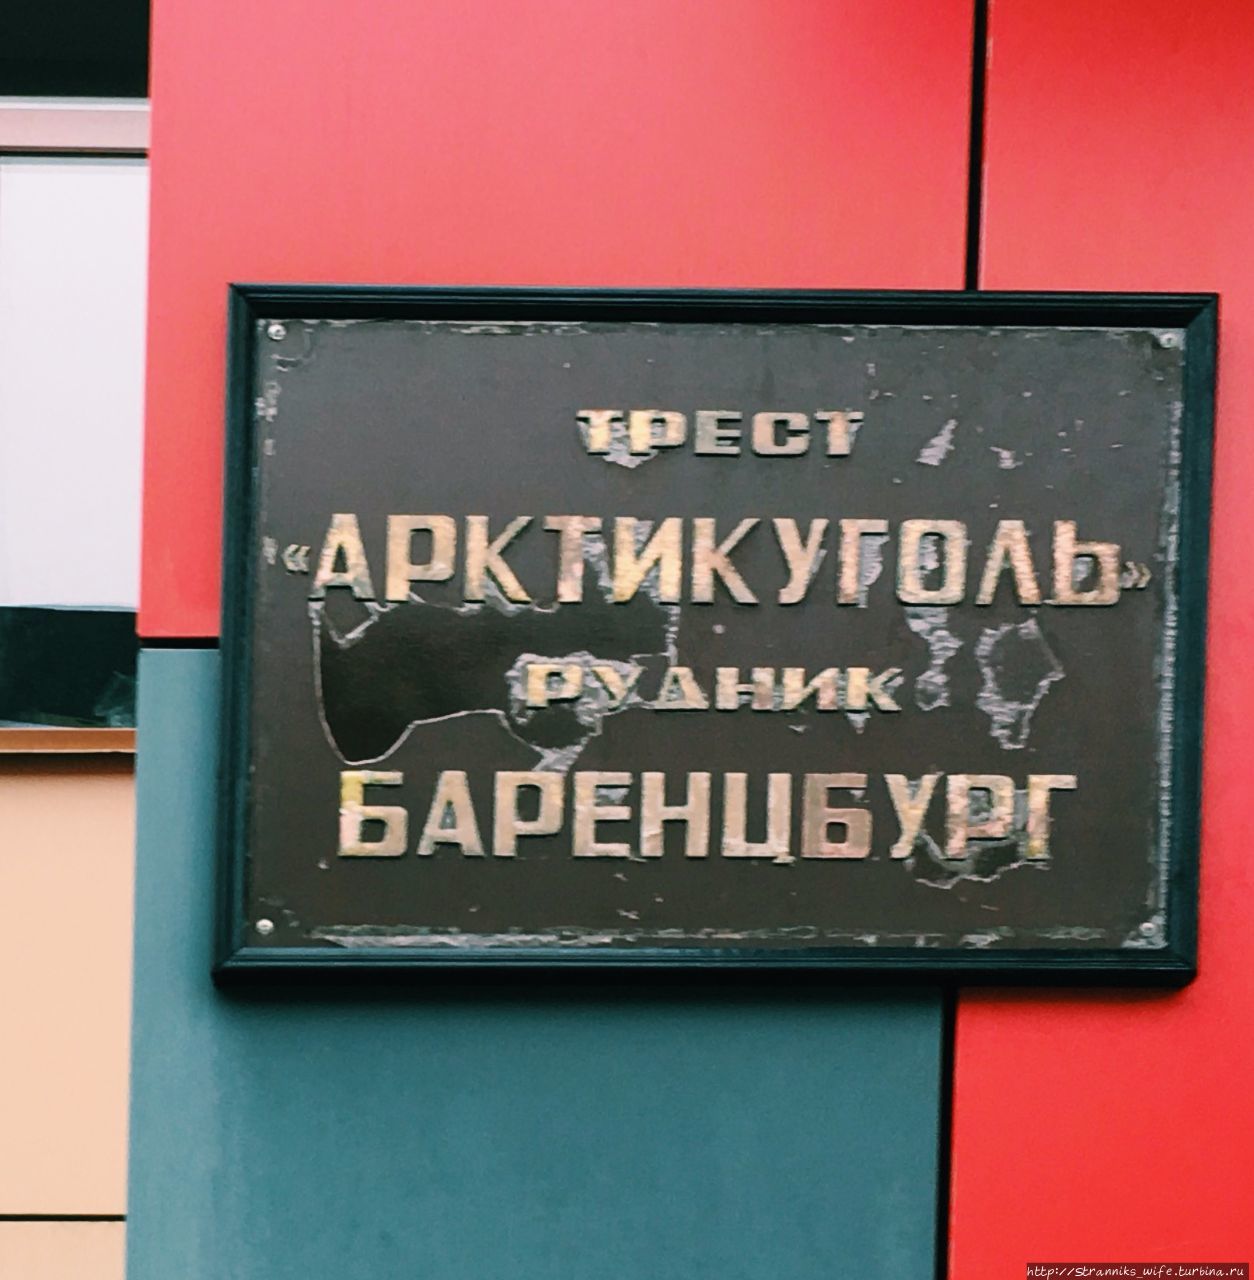 ТРЕСТ
«АРКТИКУГОЛЬ»
РУДНИК
БАРЕНЦБУРГ
http://stranniks_wife.turbina.ru